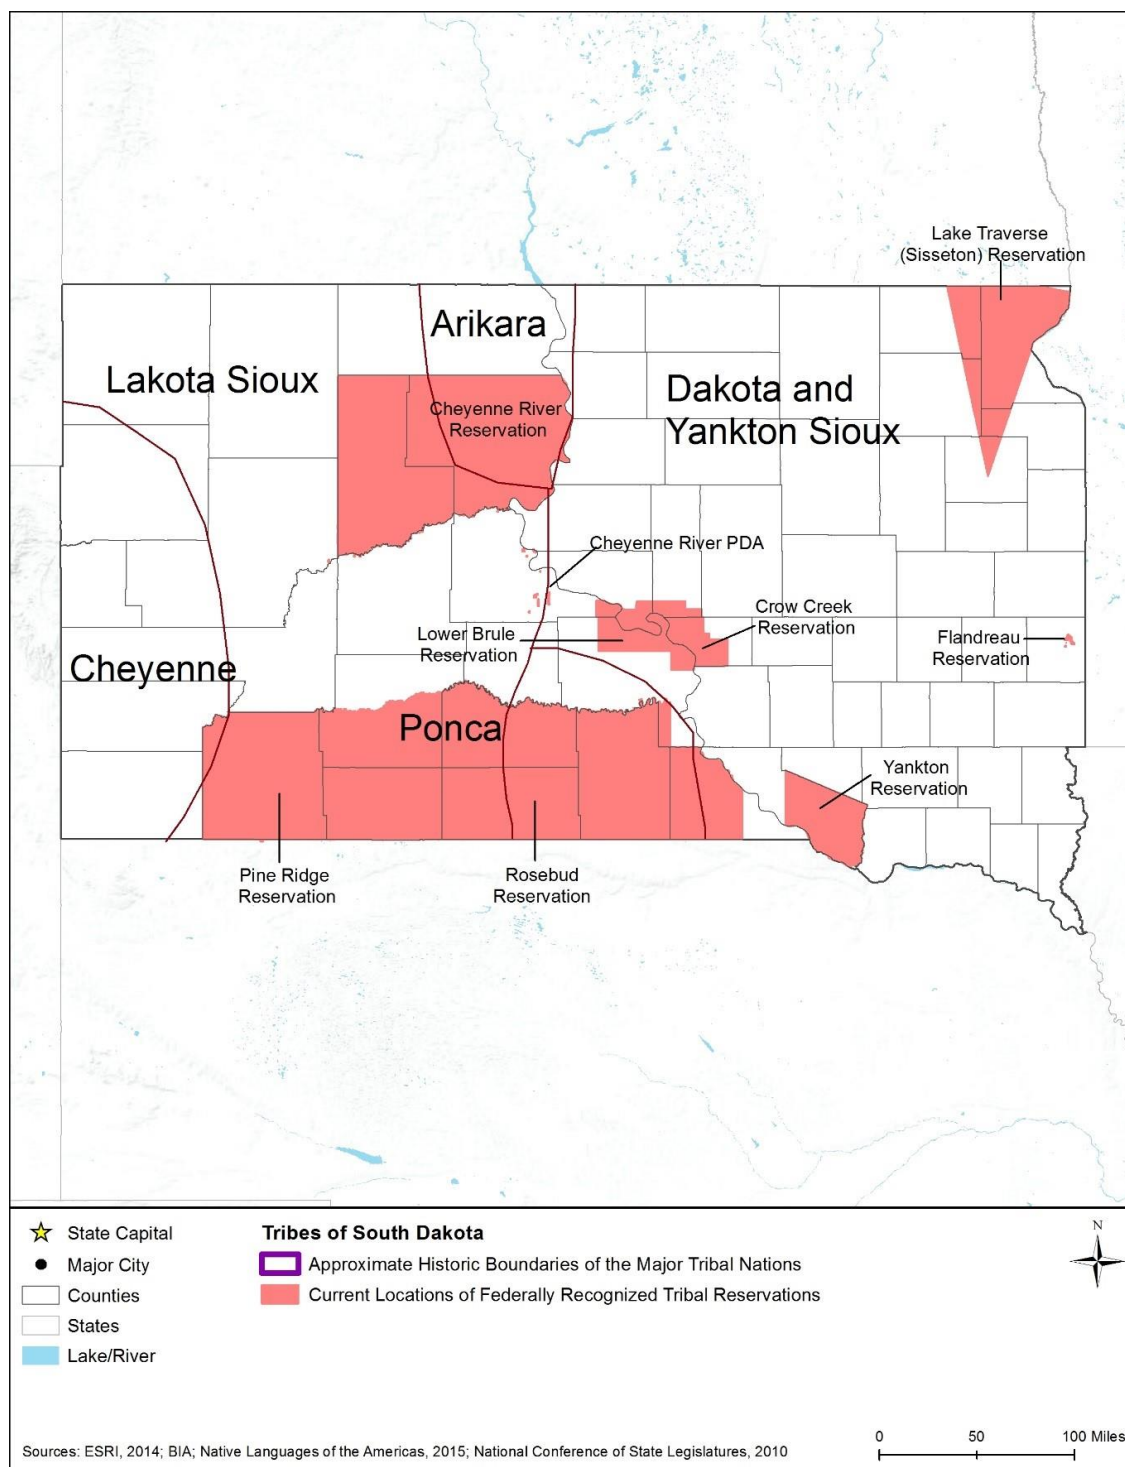 Lake Traverse
(Sisseton) Reservation
Arikara
Lakota Sioux
Dakota and
Yankton Sioux
Cheyenne River
Reservation
Cheyenne River PDA
Crow Creek
Reservation
Lower Brule
Reservation
Flandreau
Reservation
Cheyenne
Ponca
Yankton
Reservation
Pine Ridge
Reservation
Rosebud
Reservation
State Capital
Major City
Counties
States
Lake/River
Tribes of South Dakota
Approximate Historic Boundaries of the Major Tribal Nations
Current Locations of Federally Recognized Tribal Reservations
N
Sources: ESRI, 2014; BIA; Native Languages of the Americas, 2015; National Conference of State Legislatures, 2010
0 50 100 Miles